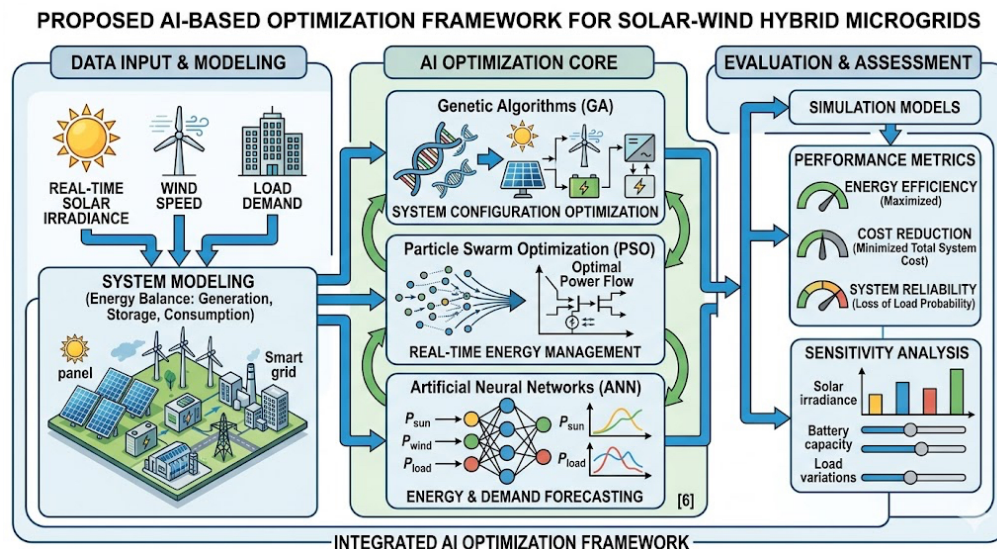 PROPOSED AI-BASED OPTIMIZATION FRAMEWORK FOR SOLAR-WIND HYBRID MICROGRIDS
DATA INPUT & MODELING
REAL-TIME
SOLAR
IRRADIANCE
WIND
SPEED
LOAD
DEMAND
SYSTEM MODELING
(Energy Balance: Generation,
Storage, Consumption)
panel
Smart
grid
AI OPTIMIZATION CORE
Genetic Algorithms (GA)
SYSTEM CONFIGURATION OPTIMIZATION
Particle Swarm Optimization (PSO)
Optimal
Power Flow
REAL-TIME ENERGY MANAGEMENT
Artificial Neural Networks (ANN)
Psun
Pwind
Pload
Psun
Pload
ENERGY & DEMAND FORECASTING
[6]
EVALUATION & ASSESSMENT
SIMULATION MODELS
PERFORMANCE METRICS
ENERGY EFFICIENCY
(Maximized)
COST REDUCTION
(Minimized Total System
Cost)
SYSTEM RELIABILITY
(Loss of Load Probability)
SENSITIVITY ANALYSIS
Solar
irradiance
Battery
capacity
Load
variations
INTEGRATED AI OPTIMIZATION FRAMEWORK